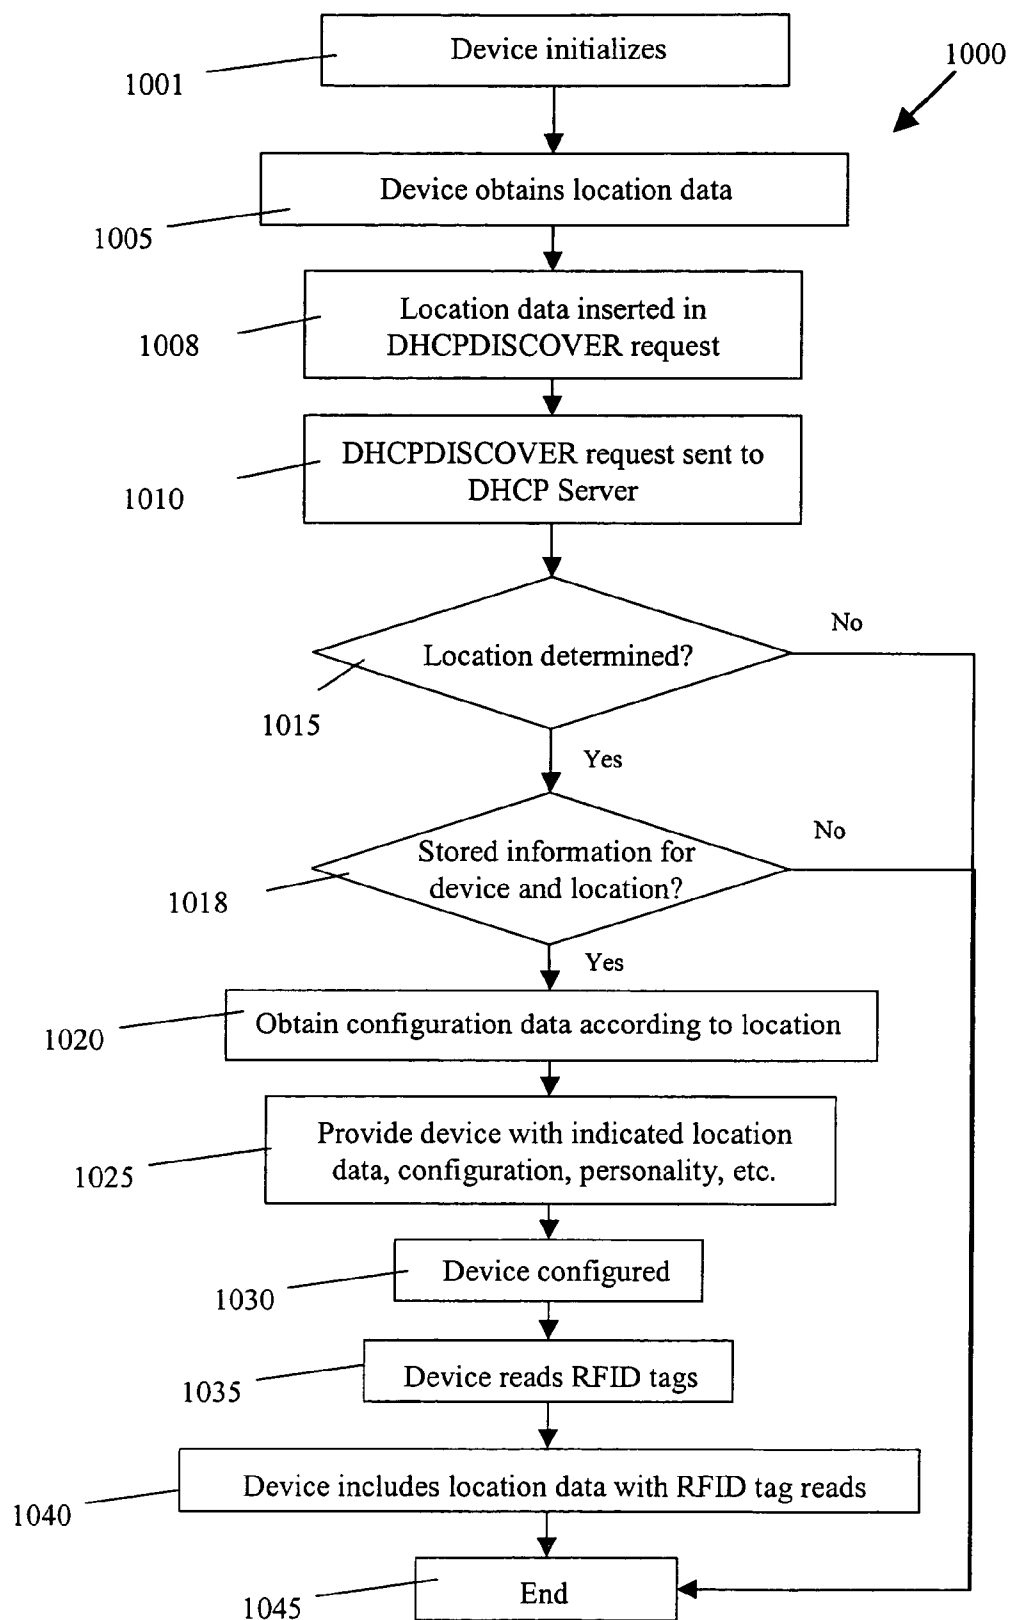 Device initializes
1001
1000
Device obtains location data
1005
Location data inserted in
DHCPDISCOVER request
1008
DHCPDISCOVER request sent to
DHCP Server
1010
No
Location determined?
1015
Yes
No
Stored information for
device and location?
1018
Yes
Obtain configuration data according to location
1020
Provide device with indicated location
data, configuration, personality, etc.
1025
Device configured
1030
Device reads RFID tags
1035
Device includes location data with RFID tag reads
1040
End
1045